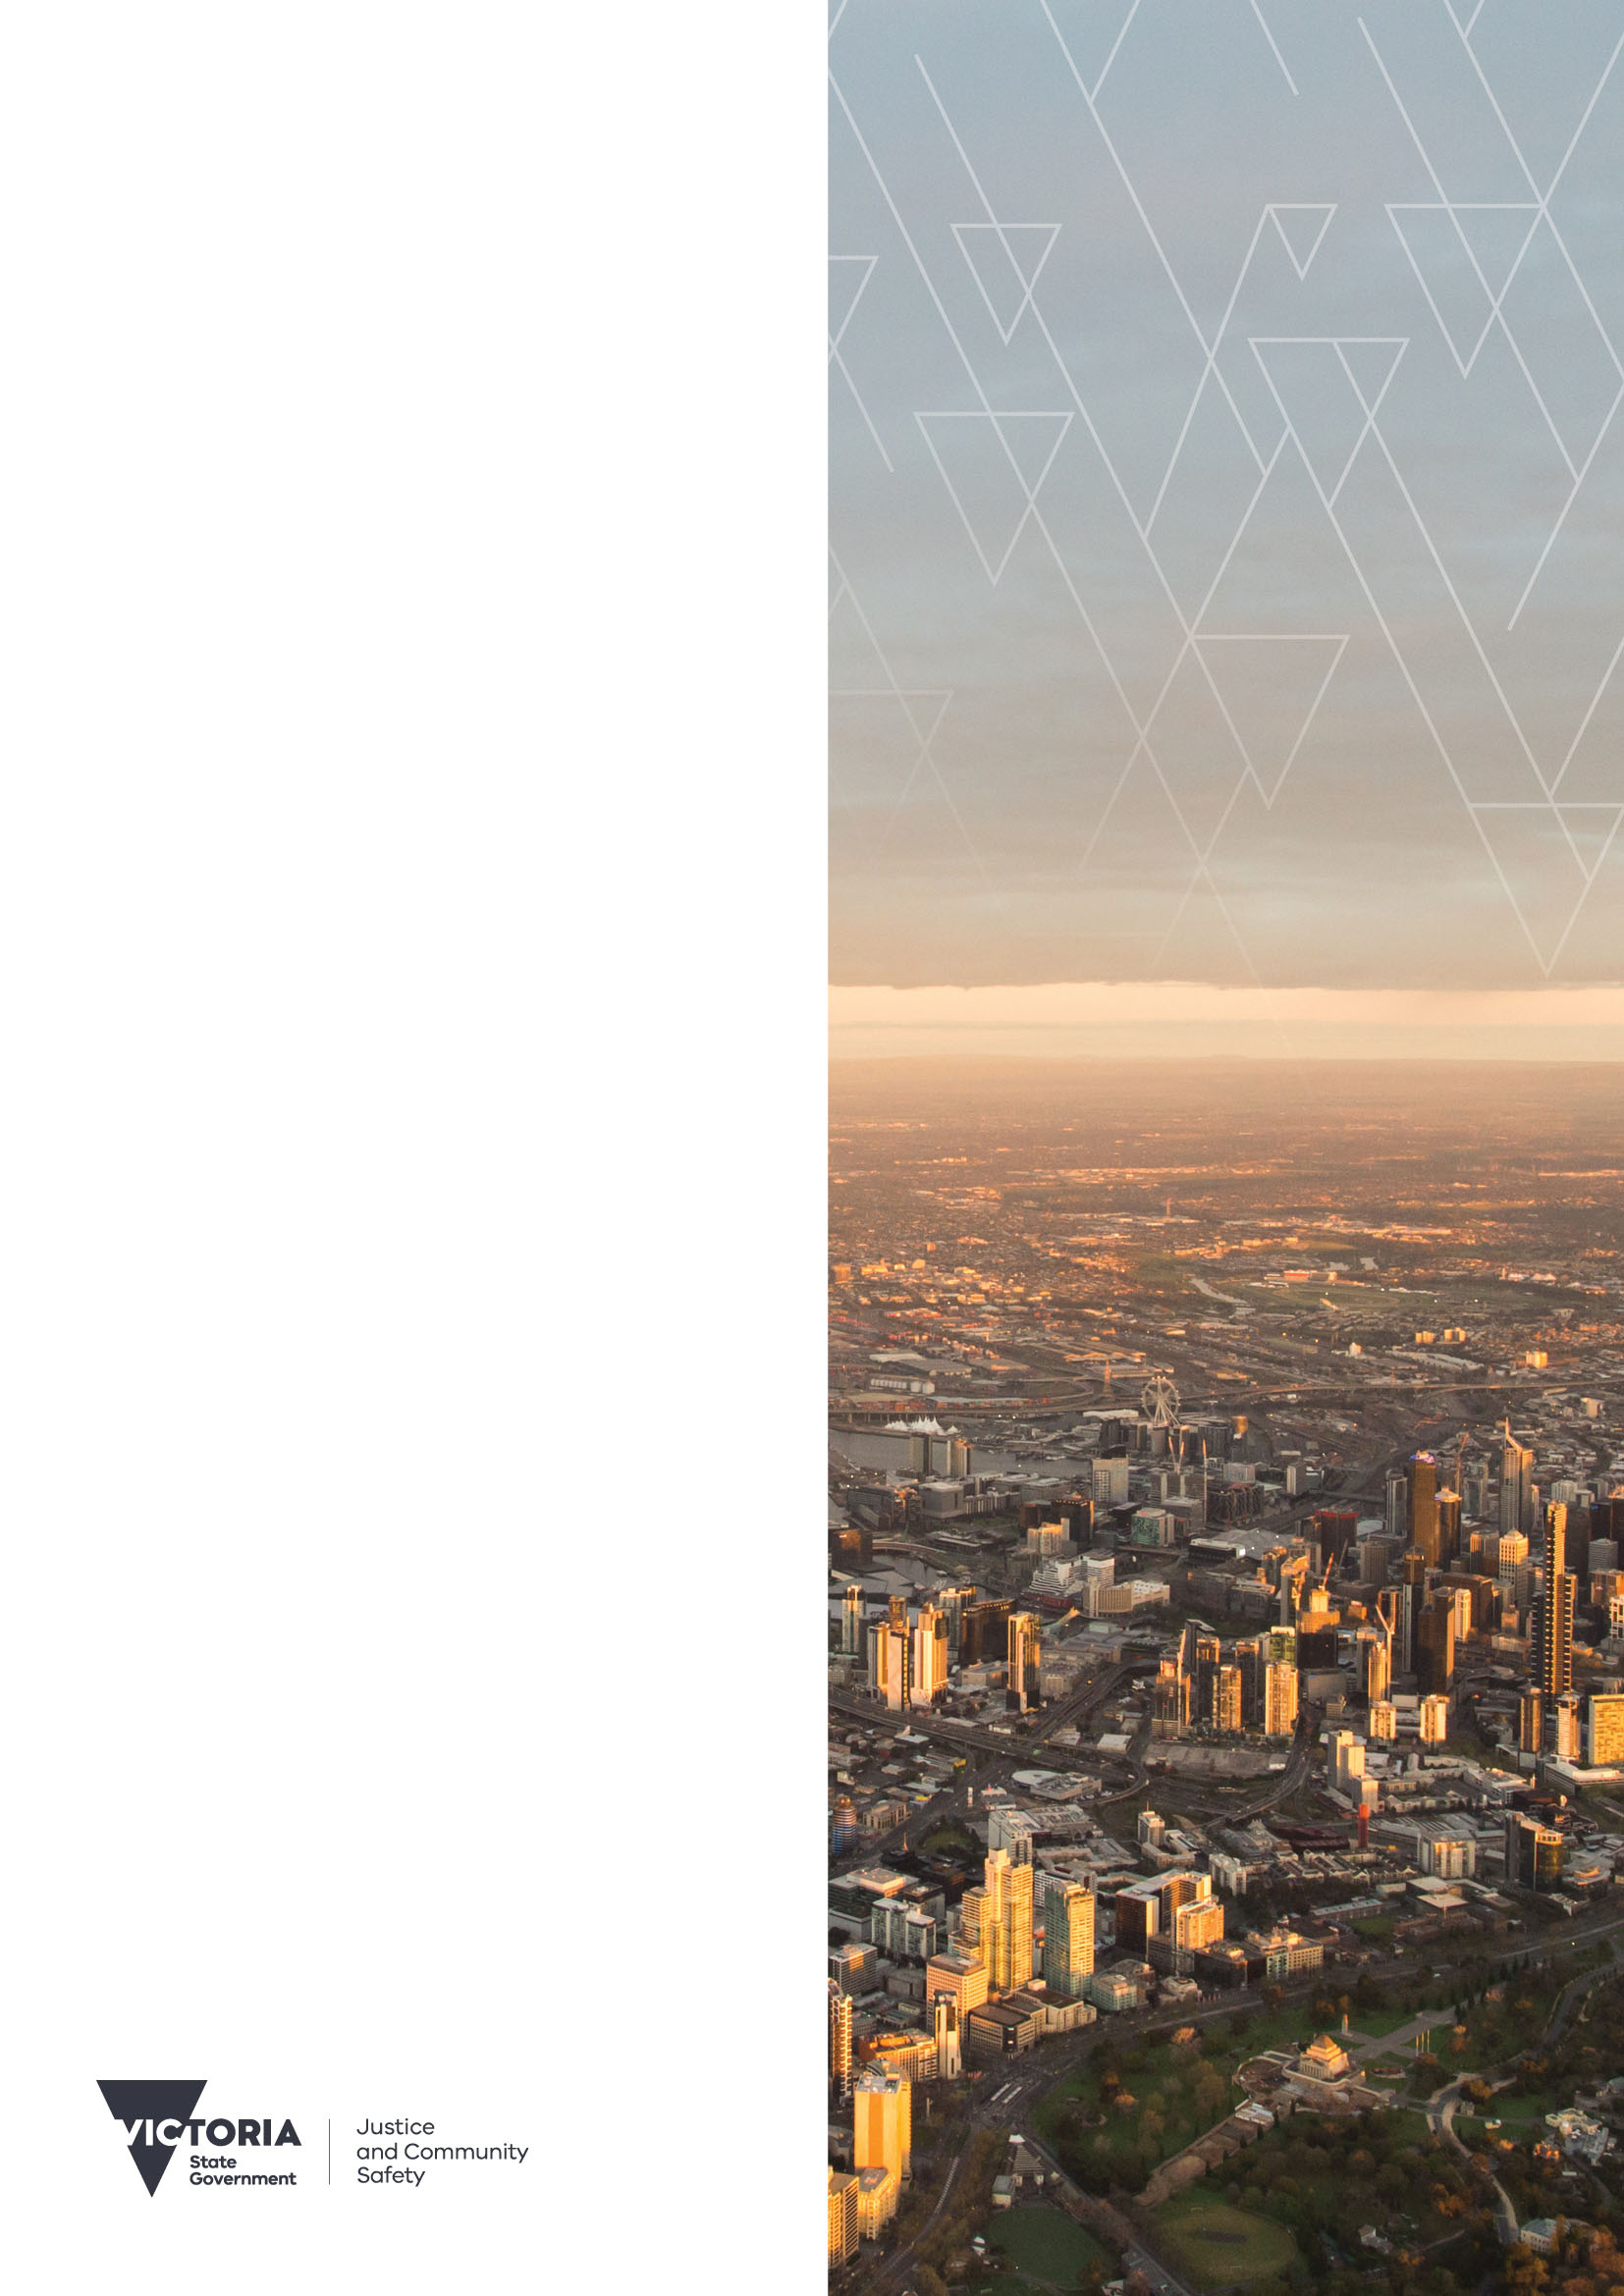 VICTORIA
State
Government
Justice
and Community
Safety